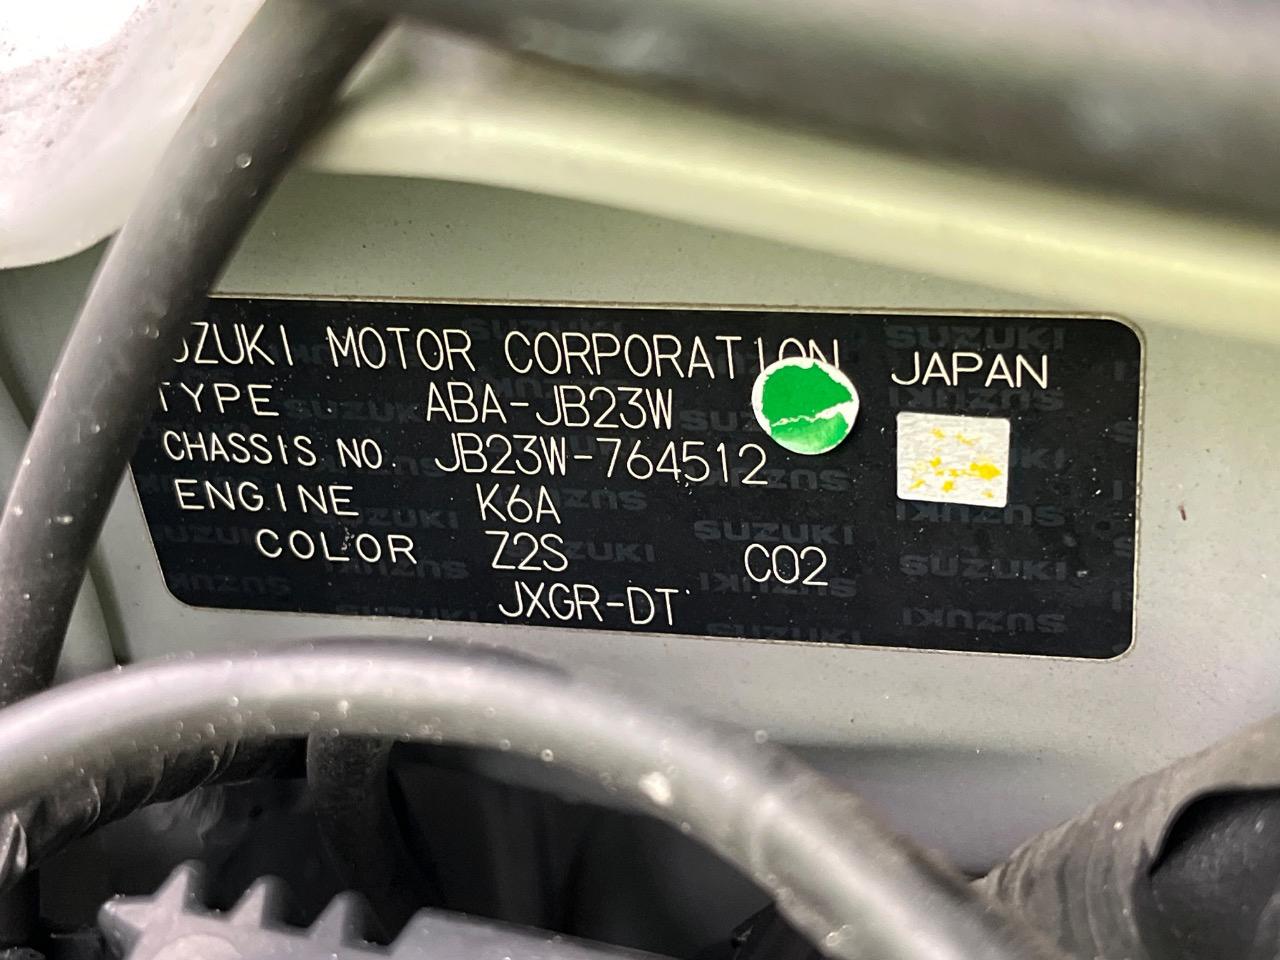 SUZUKI MOTOR CORPORATION JAPAN
TYPE ABA-JB23W
CHASSIS NO. JB23W-764512
ENGINE K6A
COLOR Z2S C02
JXGR-DT